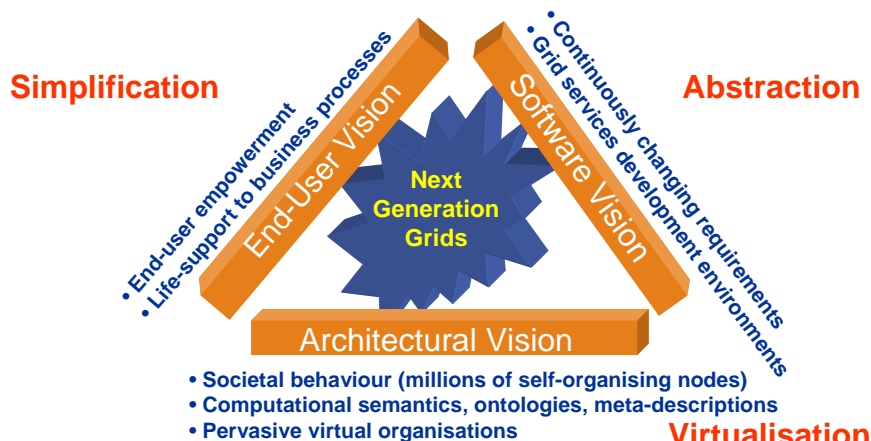 Simplification
• End-user empowerment
• Life-support to business processes
End-User Vision
Next
Generation
Grids
Software Vision
• Continuously changing requirements
• Grid services development environments
Abstraction
Architectural Vision
• Societal behaviour (millions of self-organising nodes)
• Computational semantics, ontologies, meta-descriptions
• Pervasive virtual organisations
Virtualisation